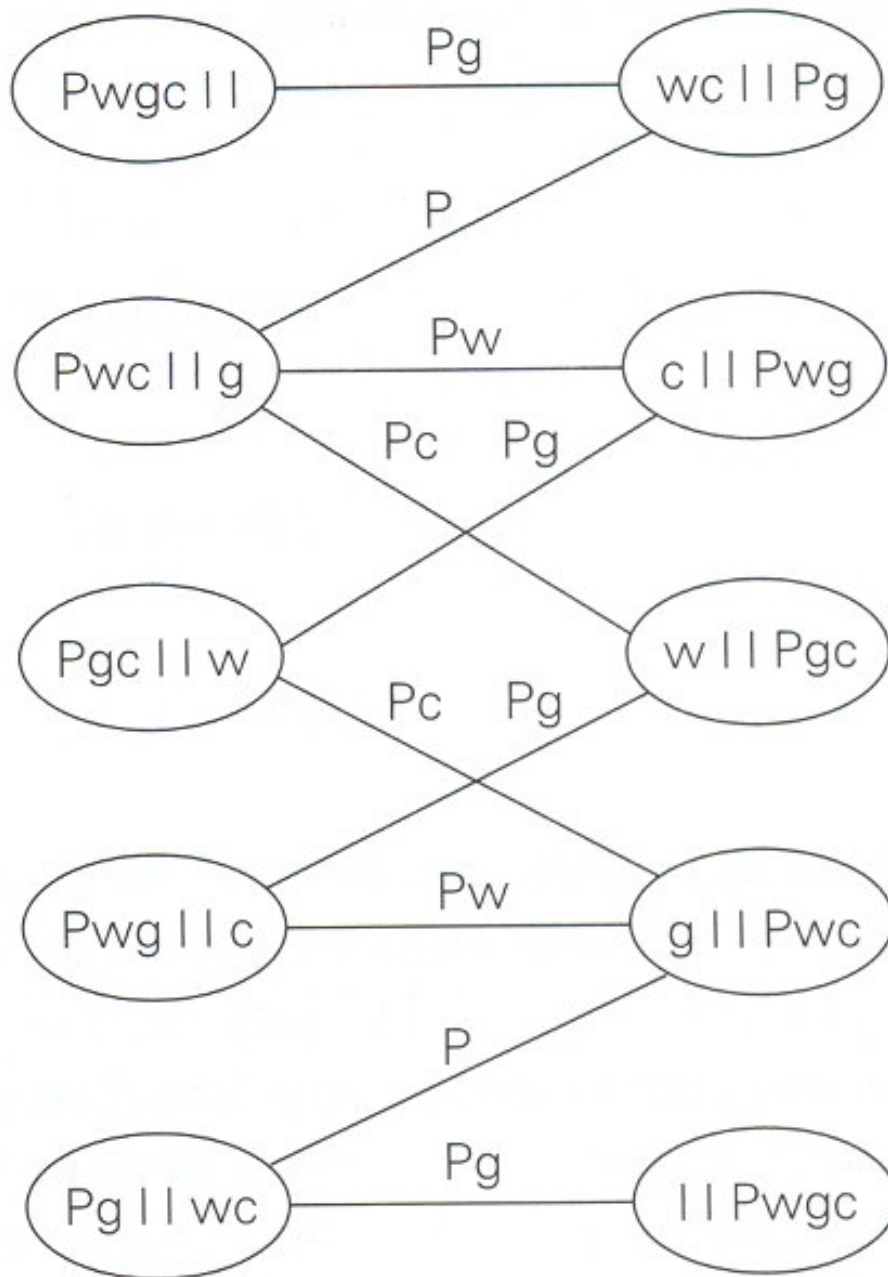 Pwgc l l Pg wc l l Pg
P
Pwc l l g Pw c l l Pwg
Pc Pg
Pgc l l w w l l Pgc
Pc Pg
Pwg l l c Pw g l l Pwc
P
Pg l l wc Pg l l Pwgc